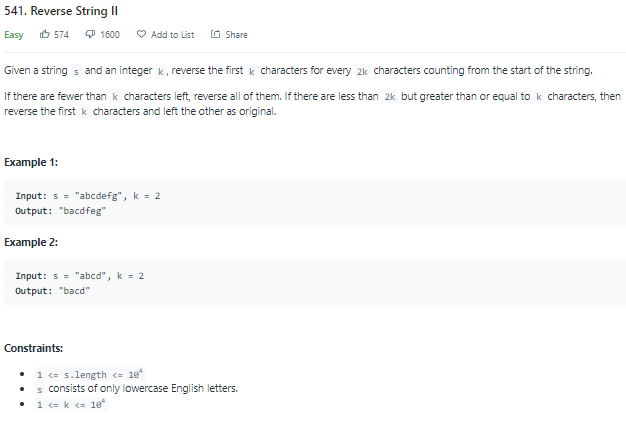 541. Reverse String II
Easy 574 1600 Add to List Share
Given a string s and an integer k, reverse the first k characters for every 2k characters counting from the start of the string.
If there are fewer than k characters left, reverse all of them. If there are less than 2k but greater than or equal to k characters, then
reverse the first k characters and left the other as original.
Example 1:
Input: s = "abcdefg", k = 2
Output: "bacdfeg"
Example 2:
Input: s = "abcd", k = 2
Output: "bacd"
Constraints:
• 1 <= s.length <= 10⁴
• s consists of only lowercase English letters.
• 1 <= k <= 10⁴